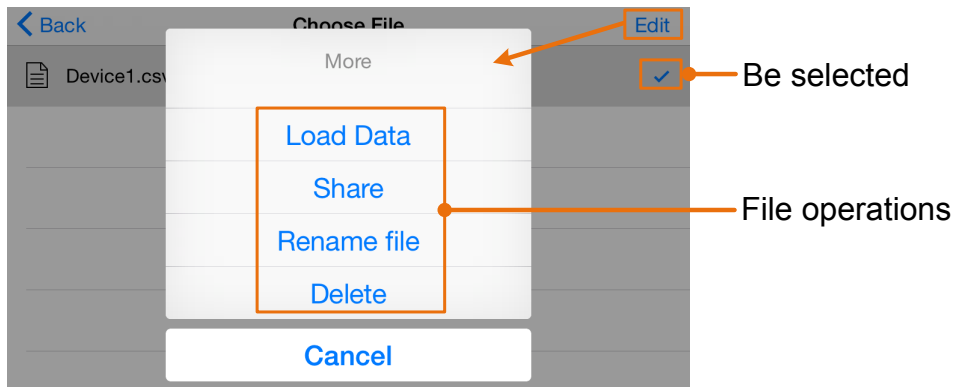 Back
Choose File
Edit
More
Device1.csv
Be selected
Load Data
Share
File operations
Rename file
Delete
Cancel